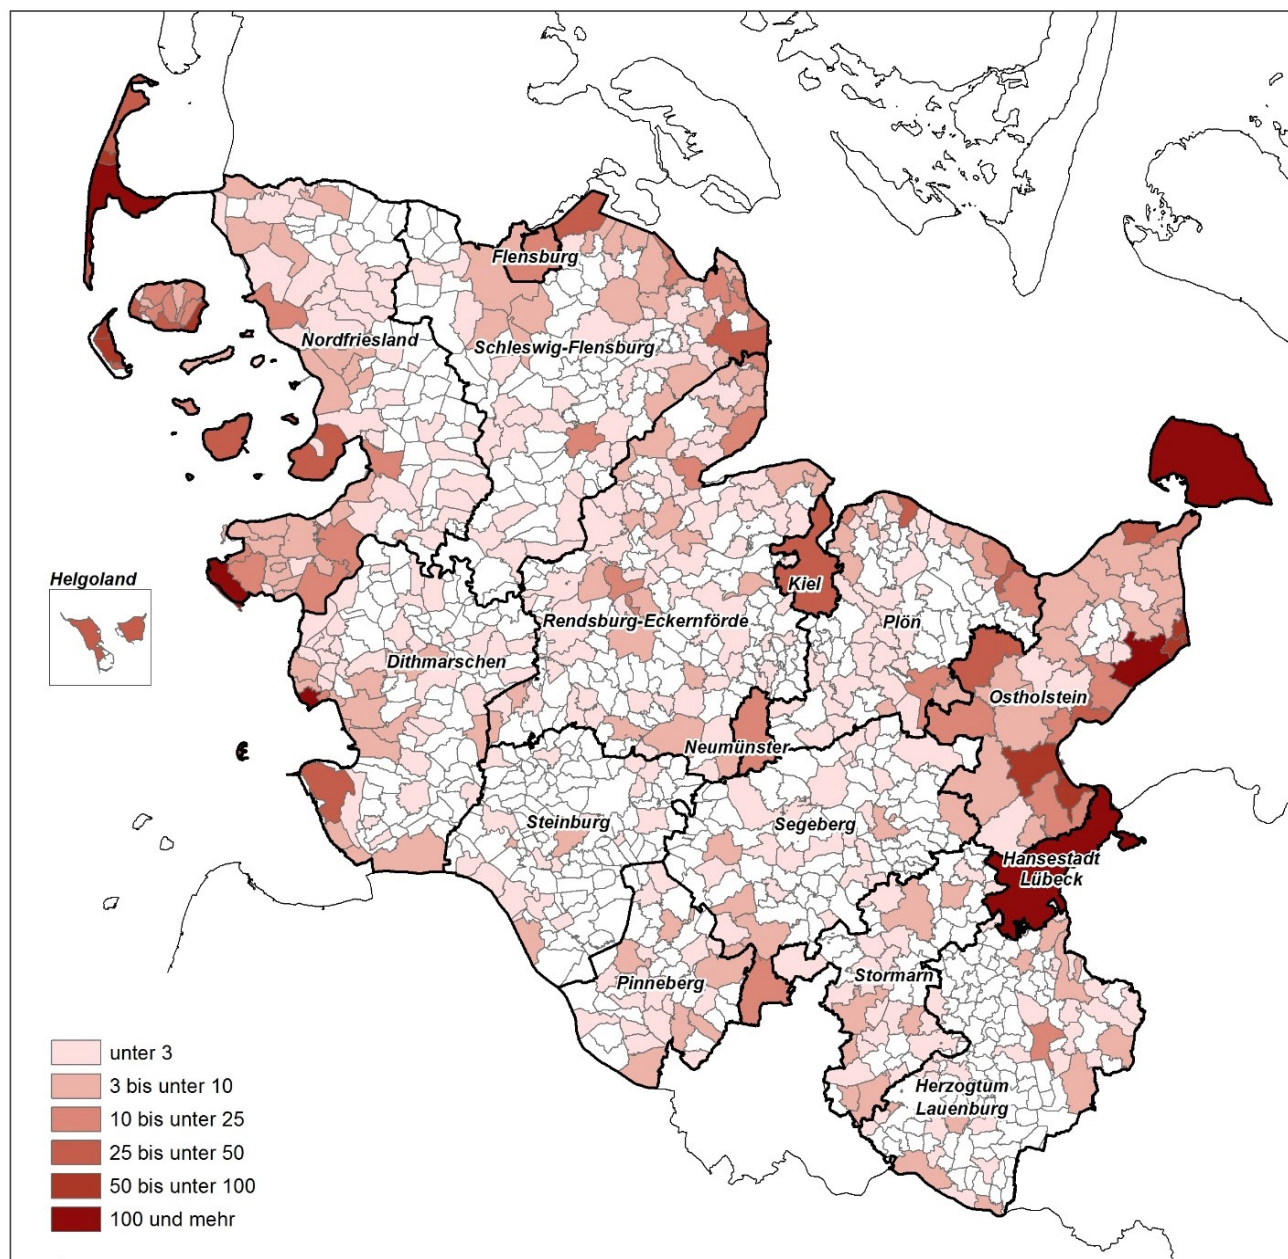 Flensburg
Nordfriesland
Schleswig-Flensburg
Helgoland
Kiel
Rendsburg-Eckernförde
Plön
Dithmarschen
Ostholstein
Neumünster
Steinburg
Segeberg
Hansestadt
Lübeck
Pinneberg
Stormarn
Herzogtum
Lauenburg
unter 3
3 bis unter 10
10 bis unter 25
25 bis unter 50
50 bis unter 100
100 und mehr